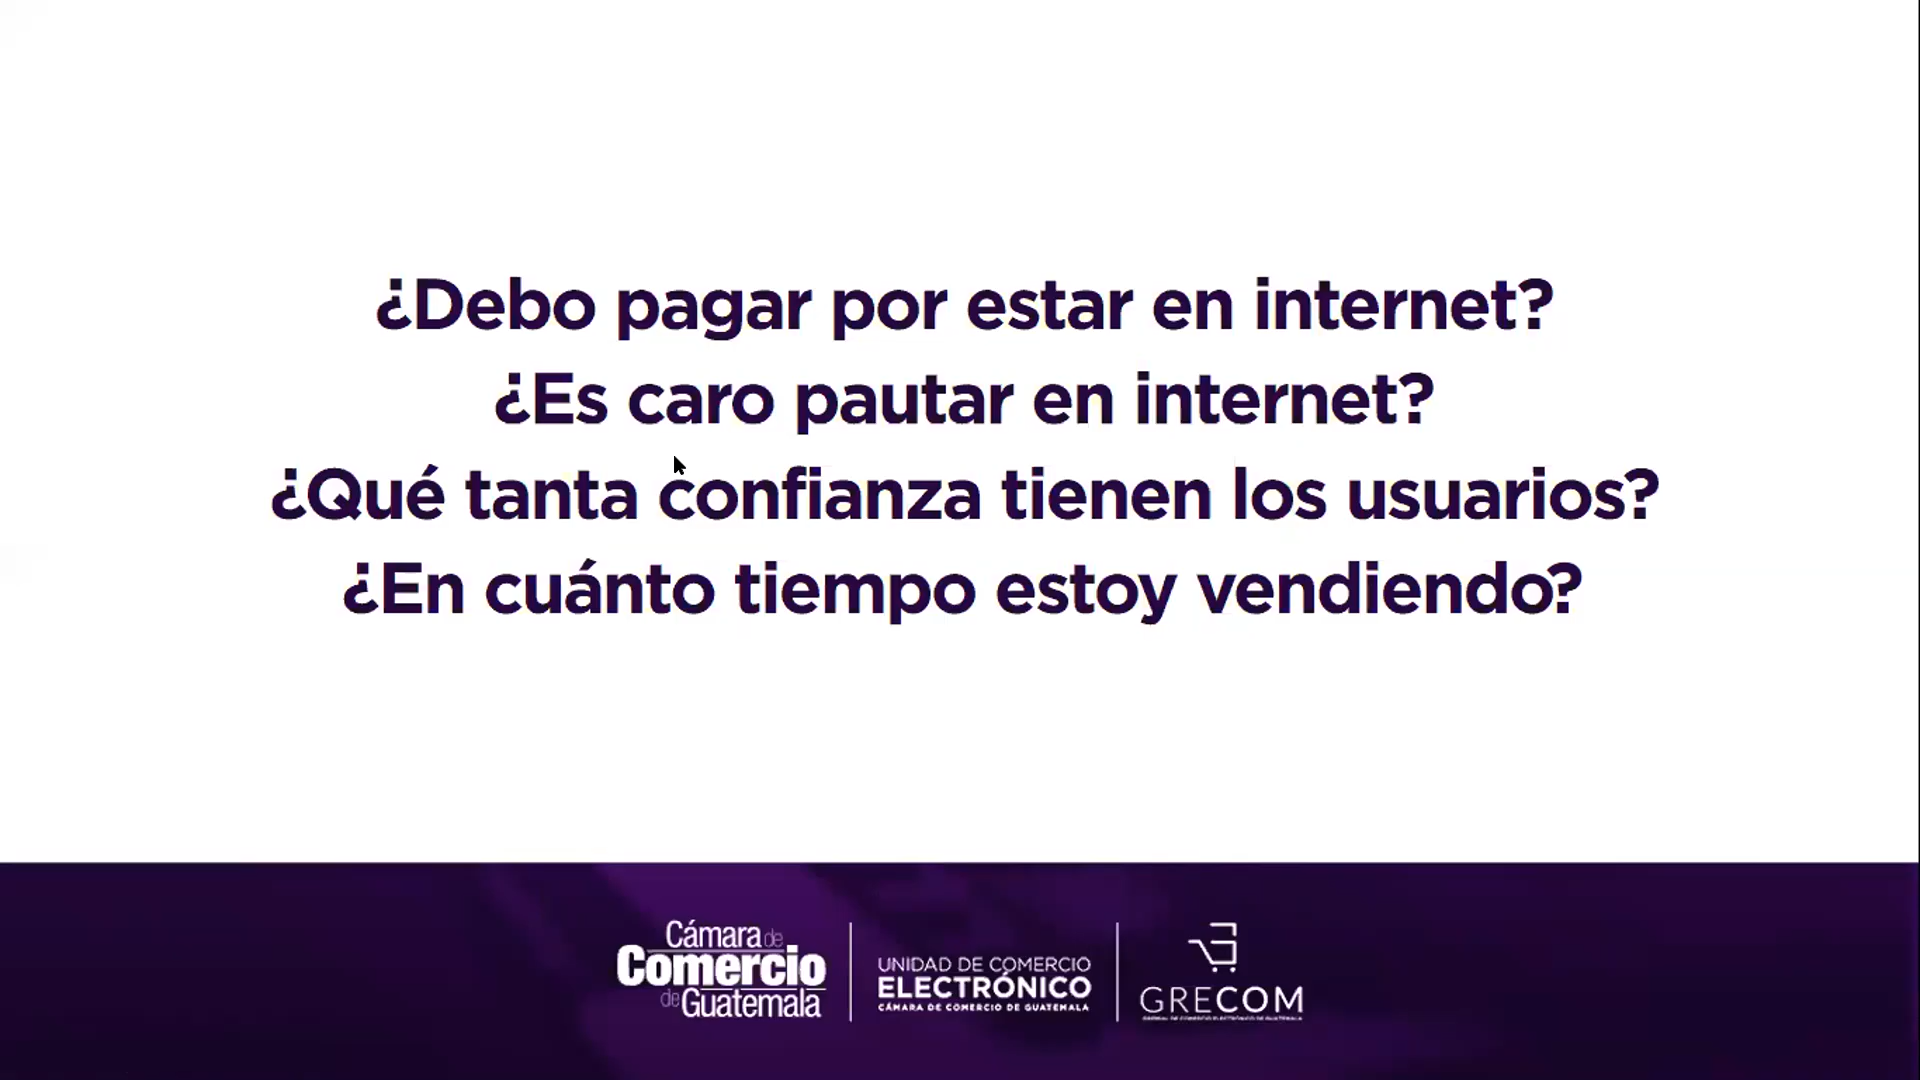 ¿Debo pagar por estar en internet?
¿Es caro pautar en internet?
¿Qué tanta confianza tienen los usuarios?
¿En cuánto tiempo estoy vendiendo?
Cámara de
Comercio
de Guatemala
UNIDAD DE COMERCIO
ELECTRÓNICO
CÁMARA DE COMERCIO DE GUATEMALA
GRECOM